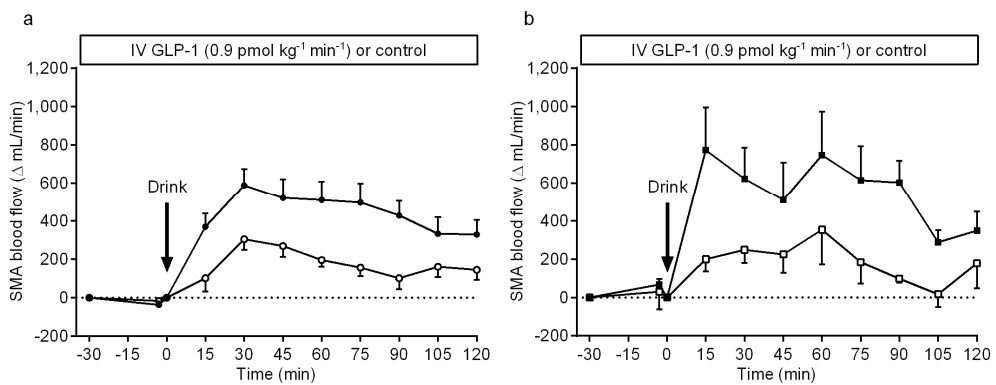 a
IV GLP-1 (0.9 pmol kg⁻¹ min⁻¹) or control
1,200
1,000
800
600
400
200
0
-200
SMA blood flow (Δ mL/min)
Drink
-30 -15 0 15 30 45 60 75 90 105 120
Time (min)
b
IV GLP-1 (0.9 pmol kg⁻¹ min⁻¹) or control
1,200
1,000
800
600
400
200
0
-200
SMA blood flow (Δ mL/min)
Drink
-30 -15 0 15 30 45 60 75 90 105 120
Time (min)